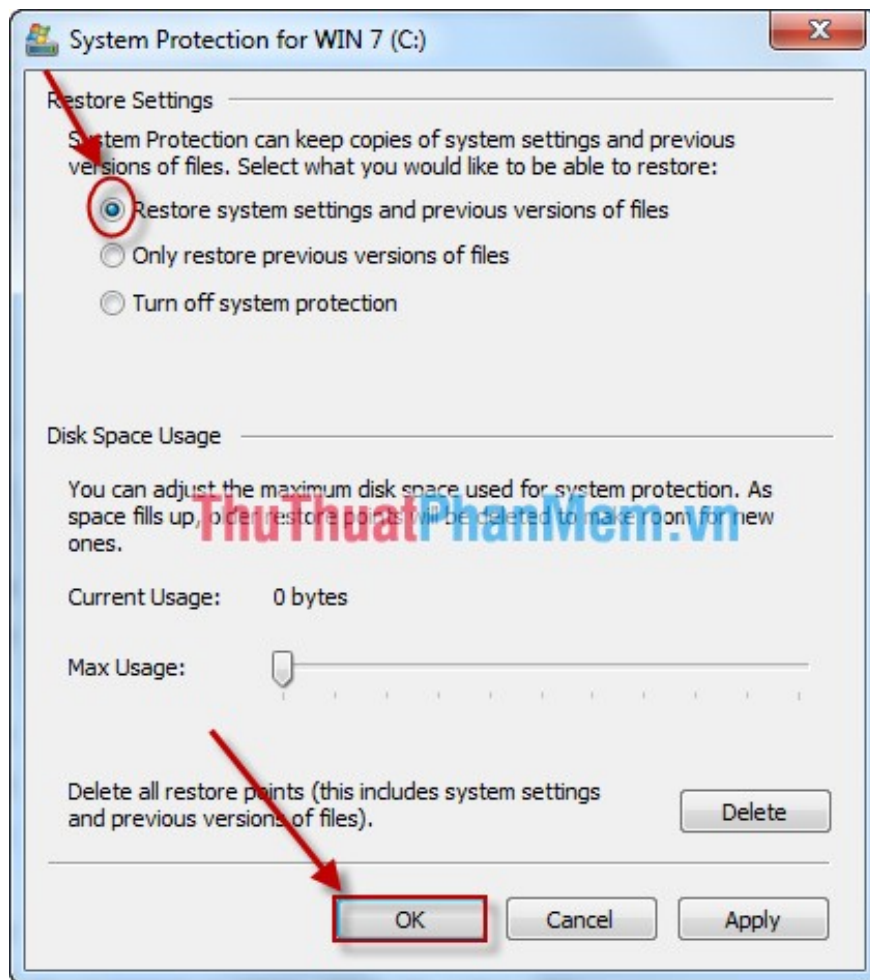 System Protection for WIN 7 (C:)
Restore Settings
System Protection can keep copies of system settings and previous
versions of files. Select what you would like to be able to restore:
Restore system settings and previous versions of files
Only restore previous versions of files
Turn off system protection
Disk Space Usage
You can adjust the maximum disk space used for system protection. As
space fills up, older restore points will be deleted to make room for new
ones.
ThuThuatPhanMem.vn
Current Usage: 0 bytes
Max Usage:
Delete all restore points (this includes system settings
and previous versions of files).
Delete
OK Cancel Apply